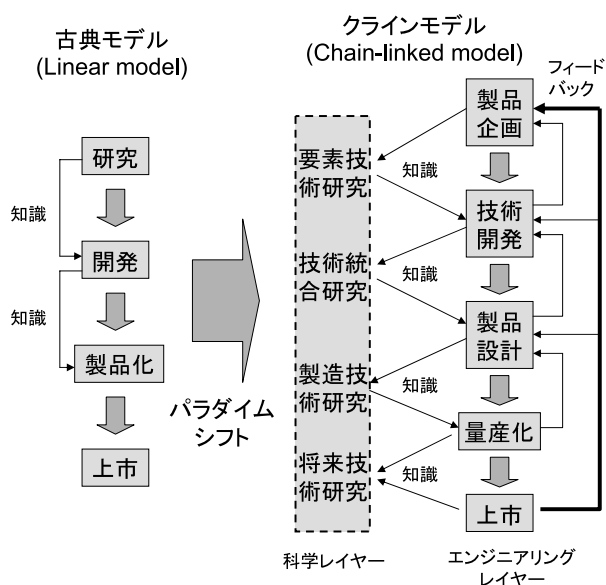 古典モデル
(Linear model)
研究
知識
開発
知識
製品化
上市
パラダイム
シフト
クラインモデル
(Chain-linked model)
フィード
バック
製品
企画
要素技
術研究
知識
技術
開発
技術統
合研究
知識
製品
設計
製造技
術研究
知識
量産化
将来技
術研究
知識
上市
科学レイヤー
エンジニアリング
レイヤー